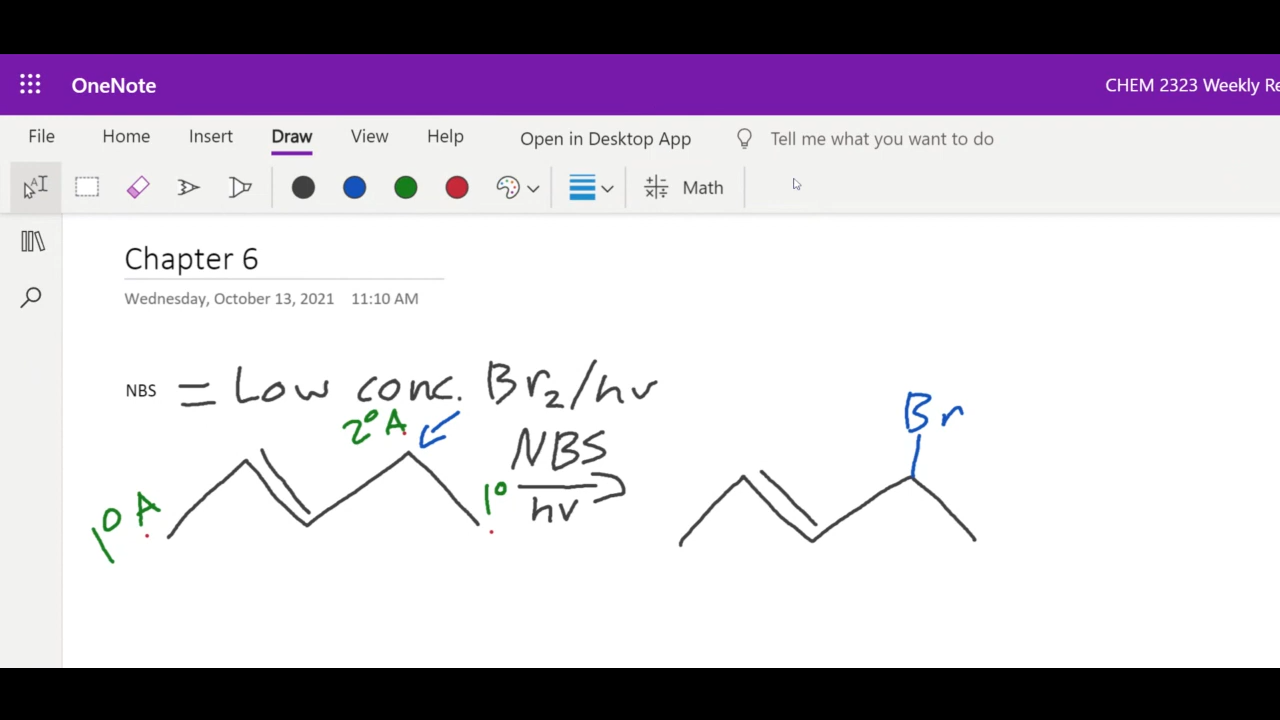 OneNote
CHEM 2323 Weekly Re
File Home Insert Draw View Help Open in Desktop App Tell me what you want to do
Math
Chapter 6
Wednesday, October 13, 2021 11:10 AM
NBS = Low conc. Br₂/hν
2° A
NBS
hν
1° A
1°
Br